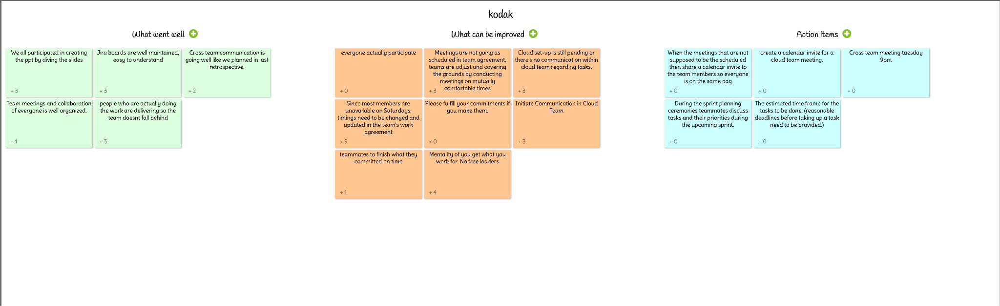 kodak
What went well
We all participated in creating
the ppt by diving the slides
+ 3
Jira boards are well maintained,
easy to understand
+ 3
Cross team communication is
going well like we planned in last
retrospective.
+ 2
Team meetings and collaboration
of everyone is well organized.
+ 1
people who are actually doing
the work are delivering so the
team doesnt fall behind
+ 3
What can be improved
everyone actually participate
+ 0
Meetings are not going as
scheduled in team agreement,
teams are adjust and covering
the grounds by conducting
meetings on mutually
comfortable times
+ 3
Cloud set-up is still pending or
there's no communication within
cloud team regarding tasks.
+ 3
Since most members are
unavailable on Saturdays,
timings need to be changed and
updated in the team's work
agreement
+ 9
Please fulfill your commitments if
you make them.
+ 0
Initiate Communication in Cloud
Team
+ 3
teammates to finish what they
committed on time
+ 1
Mentality of you get what you
work for. No free loaders
+ 4
Action Items
When the meetings that are not
supposed to be the scheduled
then share a calendar invite to
the team members so everyone
is on the same pag
+ 0
create a calendar invite for a
cloud team meeting.
+ 0
Cross team meeting tuesday
9pm
+ 0
During the sprint planning
ceremonies teammates discuss
tasks and their priorities during
the upcoming sprint.
+ 0
The estimated time frame for the
tasks to be done. (reasonable
deadlines before taking up a task
need to be provided.)
+ 0